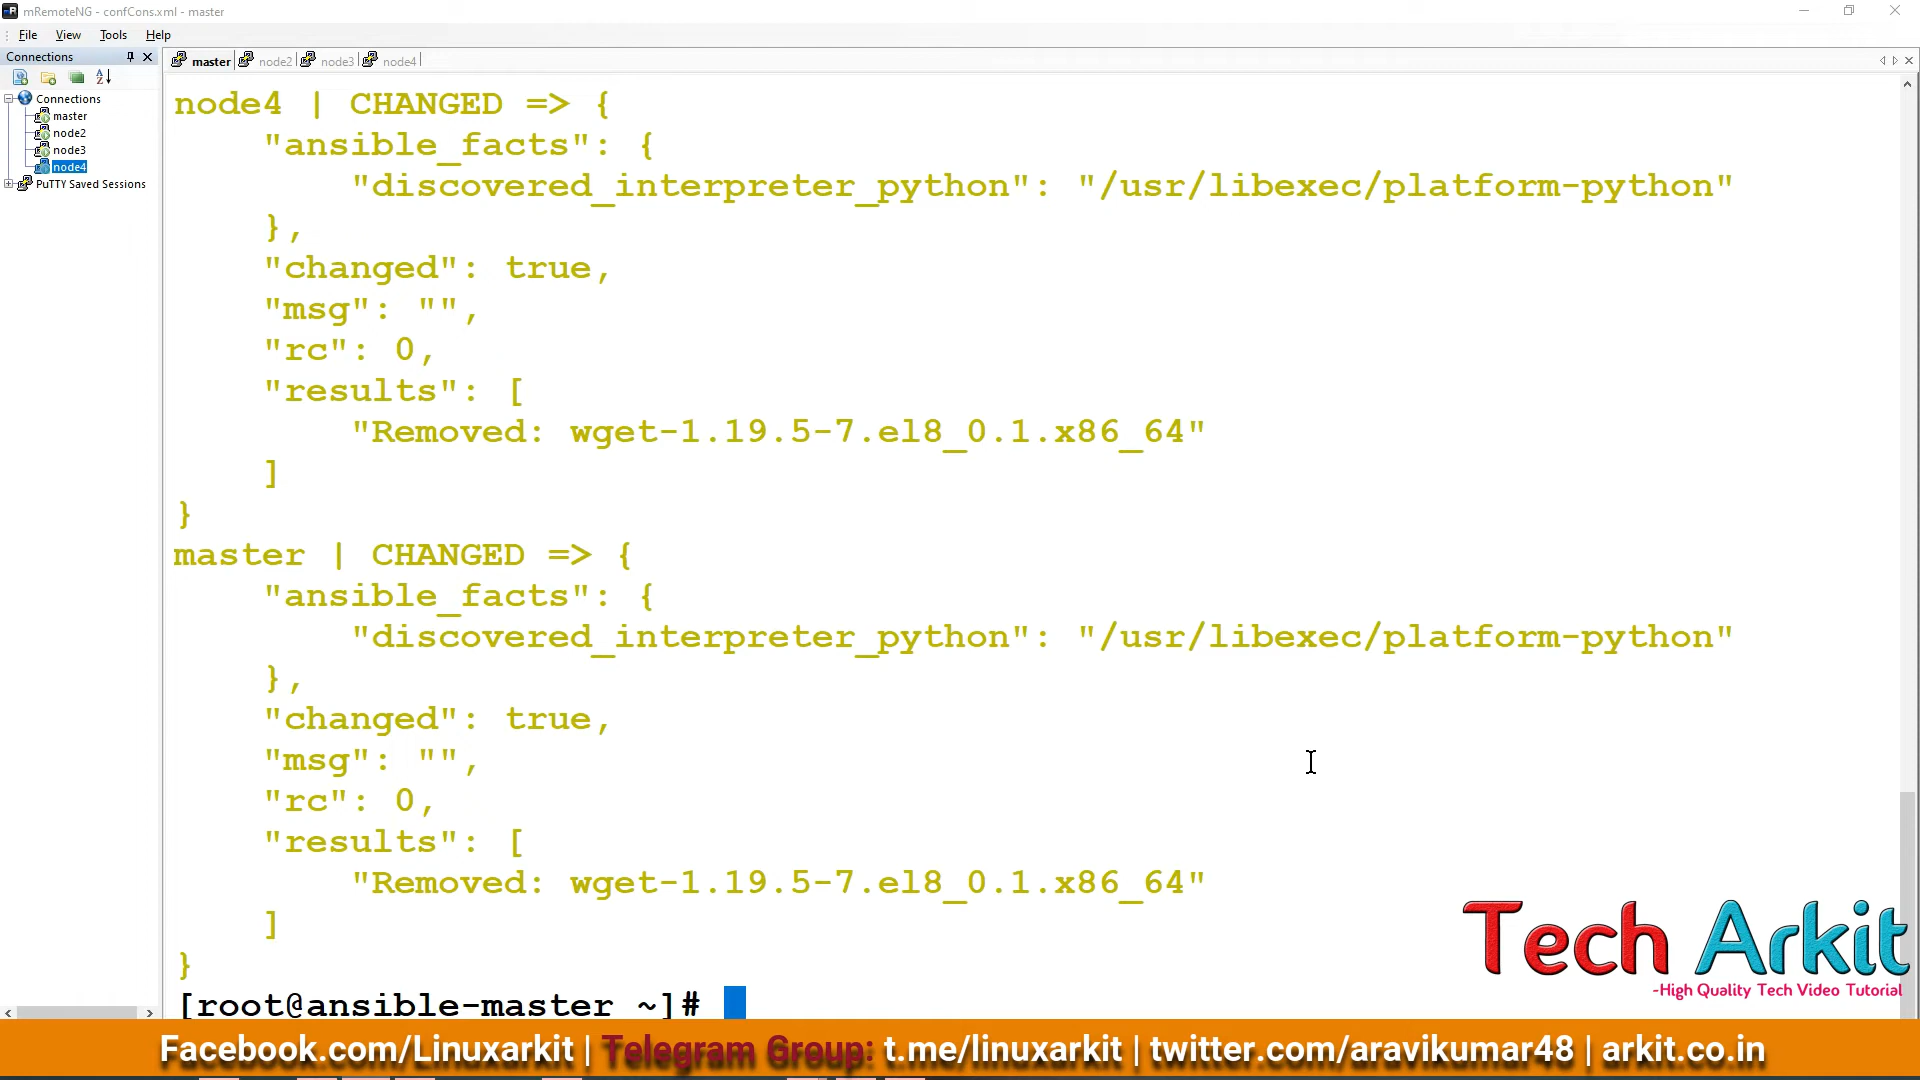 mRemoteNG - confCons.xml - master
File View Tools Help
Connections
master node2 node3 node4
Connections
master
node2
node3
node4
PuTTY Saved Sessions
node4 | CHANGED => {
"ansible_facts": {
"discovered_interpreter_python": "/usr/libexec/platform-python"
},
"changed": true,
"msg": "",
"rc": 0,
"results": [
"Removed: wget-1.19.5-7.el8_0.1.x86_64"
]
}
master | CHANGED => {
"ansible_facts": {
"discovered_interpreter_python": "/usr/libexec/platform-python"
},
"changed": true,
"msg": "",
"rc": 0,
"results": [
"Removed: wget-1.19.5-7.el8_0.1.x86_64"
]
}
[root@ansible-master ~]#
Tech Arkit
-High Quality Tech Video Tutorial
Facebook.com/Linuxarkit | Telegram Group: t.me/linuxarkit | twitter.com/aravikumar48 | arkit.co.in